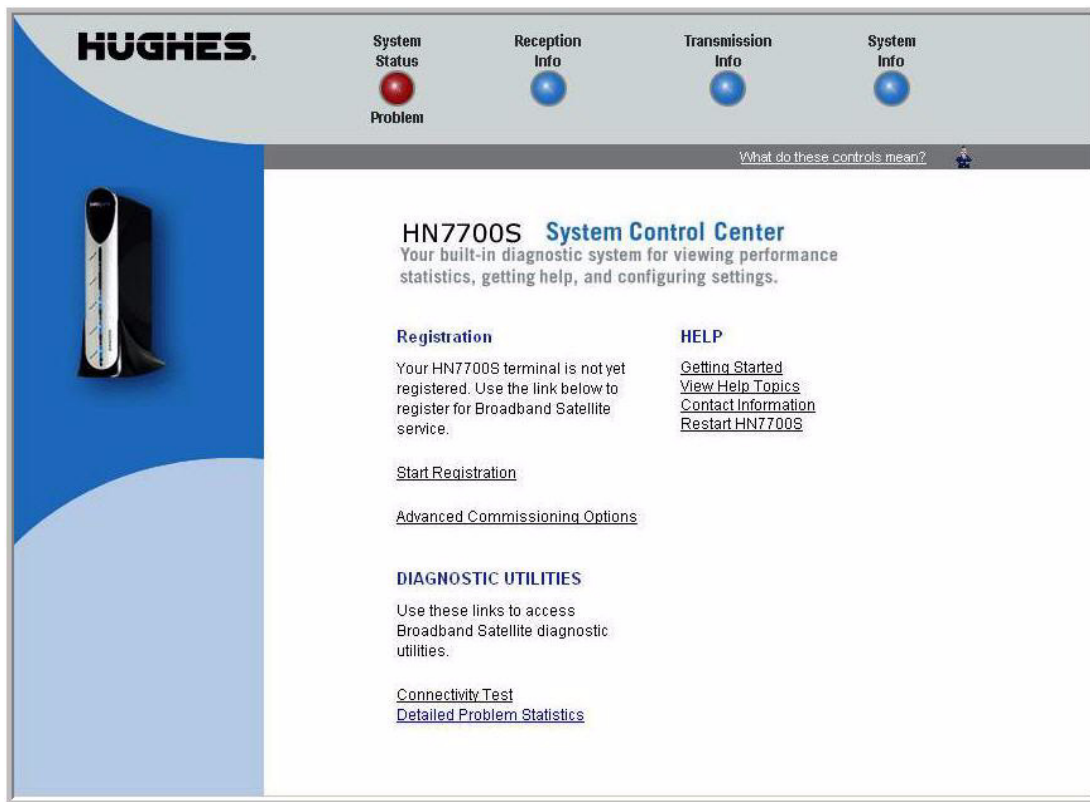 HUGHES.
System Status
Problem
Reception Info
Transmission Info
System Info
What do these controls mean?
HN7700S System Control Center
Your built-in diagnostic system for viewing performance
statistics, getting help, and configuring settings.
Registration
Your HN7700S terminal is not yet
registered. Use the link below to
register for Broadband Satellite
service.
Start Registration
Advanced Commissioning Options
HELP
Getting Started
View Help Topics
Contact Information
Restart HN7700S
DIAGNOSTIC UTILITIES
Use these links to access
Broadband Satellite diagnostic
utilities.
Connectivity Test
Detailed Problem Statistics